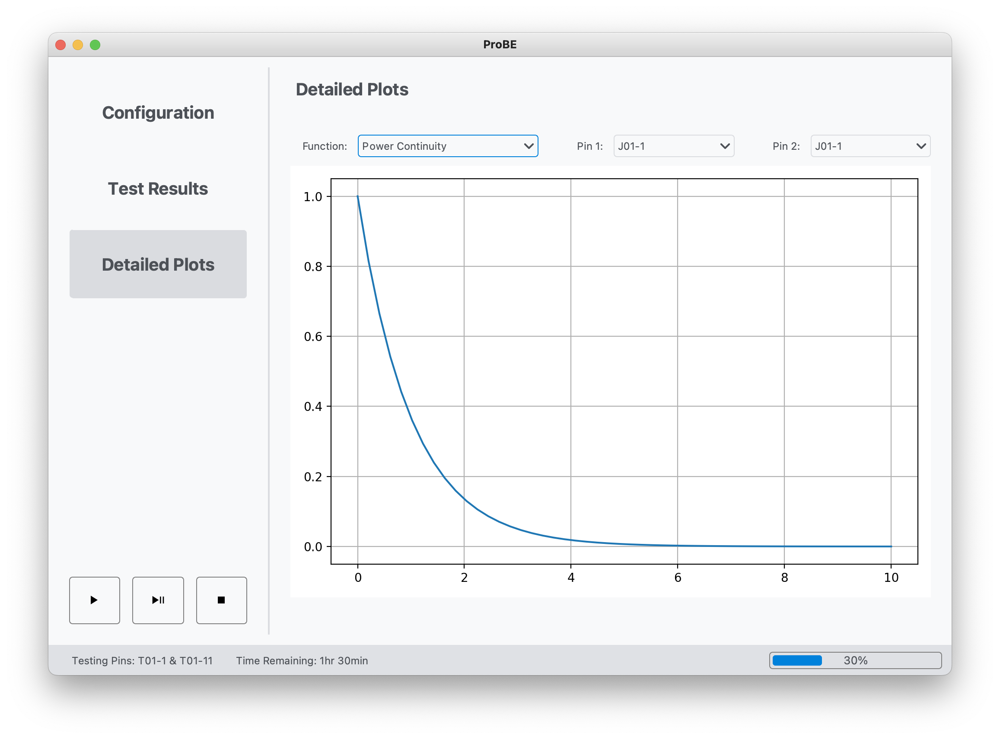 ProBE
Configuration
Test Results
Detailed Plots
Detailed Plots
Function: Power Continuity Pin 1: J01-1 Pin 2: J01-1
1.0
0.8
0.6
0.4
0.2
0.0
0 2 4 6 8 10
Testing Pins: T01-1 & T01-11 Time Remaining: 1hr 30min 30%